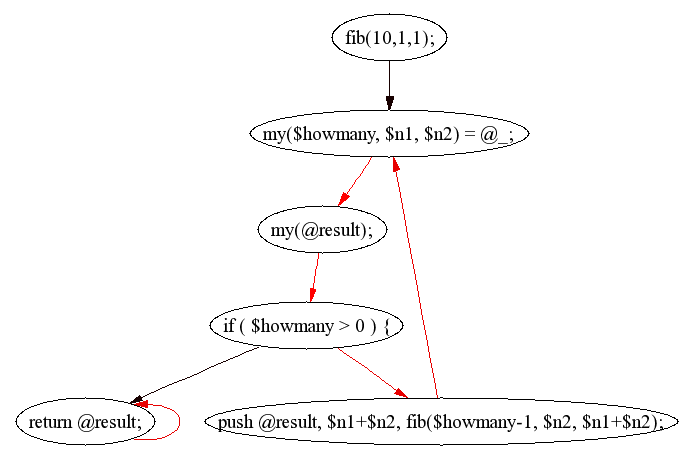 fib(10,1,1);
my($howmany, $n1, $n2) = @_;
my(@result);
if ( $howmany > 0 ) {
return @result;
push @result, $n1+$n2, fib($howmany-1, $n2, $n1+$n2);